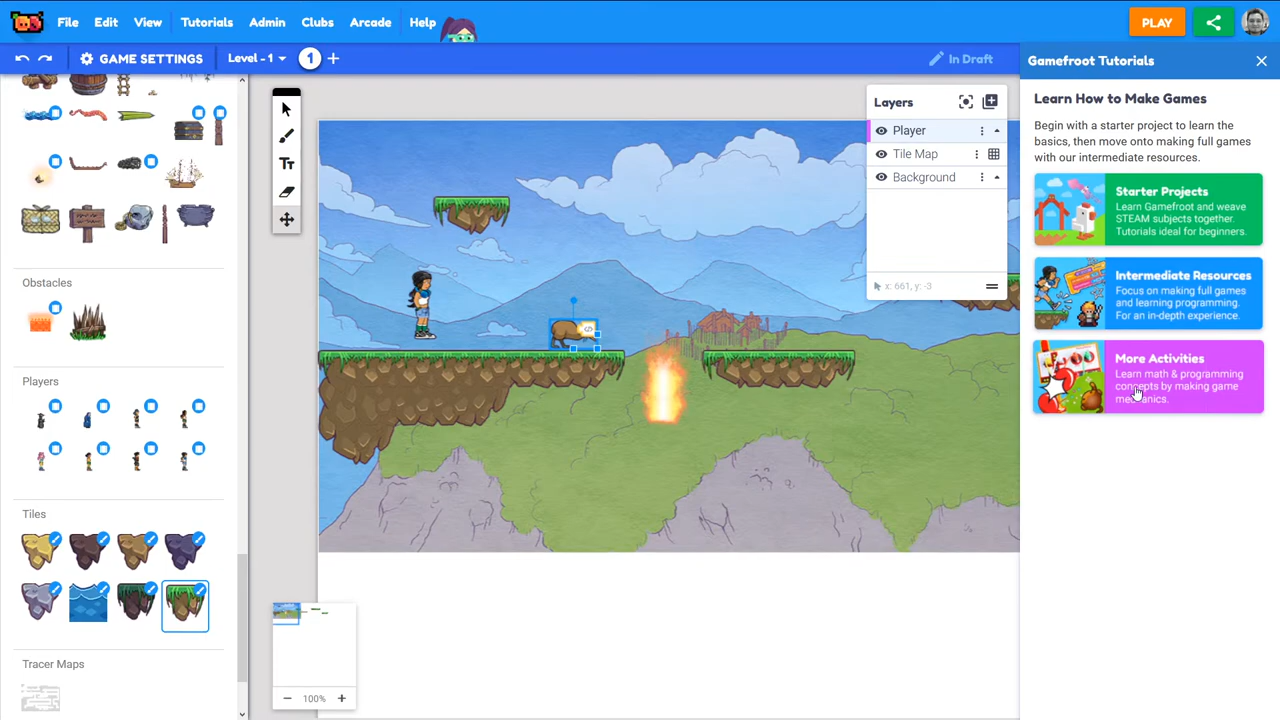 File Edit View Tutorials Admin Clubs Arcade Help
PLAY
GAME SETTINGS Level - 1 1 +
In Draft
Gamefroot Tutorials
Obstacles
Players
Tiles
Tracer Maps
Layers
Player
Tile Map
Background
x: 661, y: -3
100%
Learn How to Make Games
Begin with a starter project to learn the
basics, then move onto making full games
with our intermediate resources.
Starter Projects
Learn Gamefroot and weave
STEAM subjects together.
Tutorials ideal for beginners.
Intermediate Resources
Focus on making full games
and learning programming.
For an in-depth experience.
More Activities
Learn math & programming
concepts by making game
mechanics.